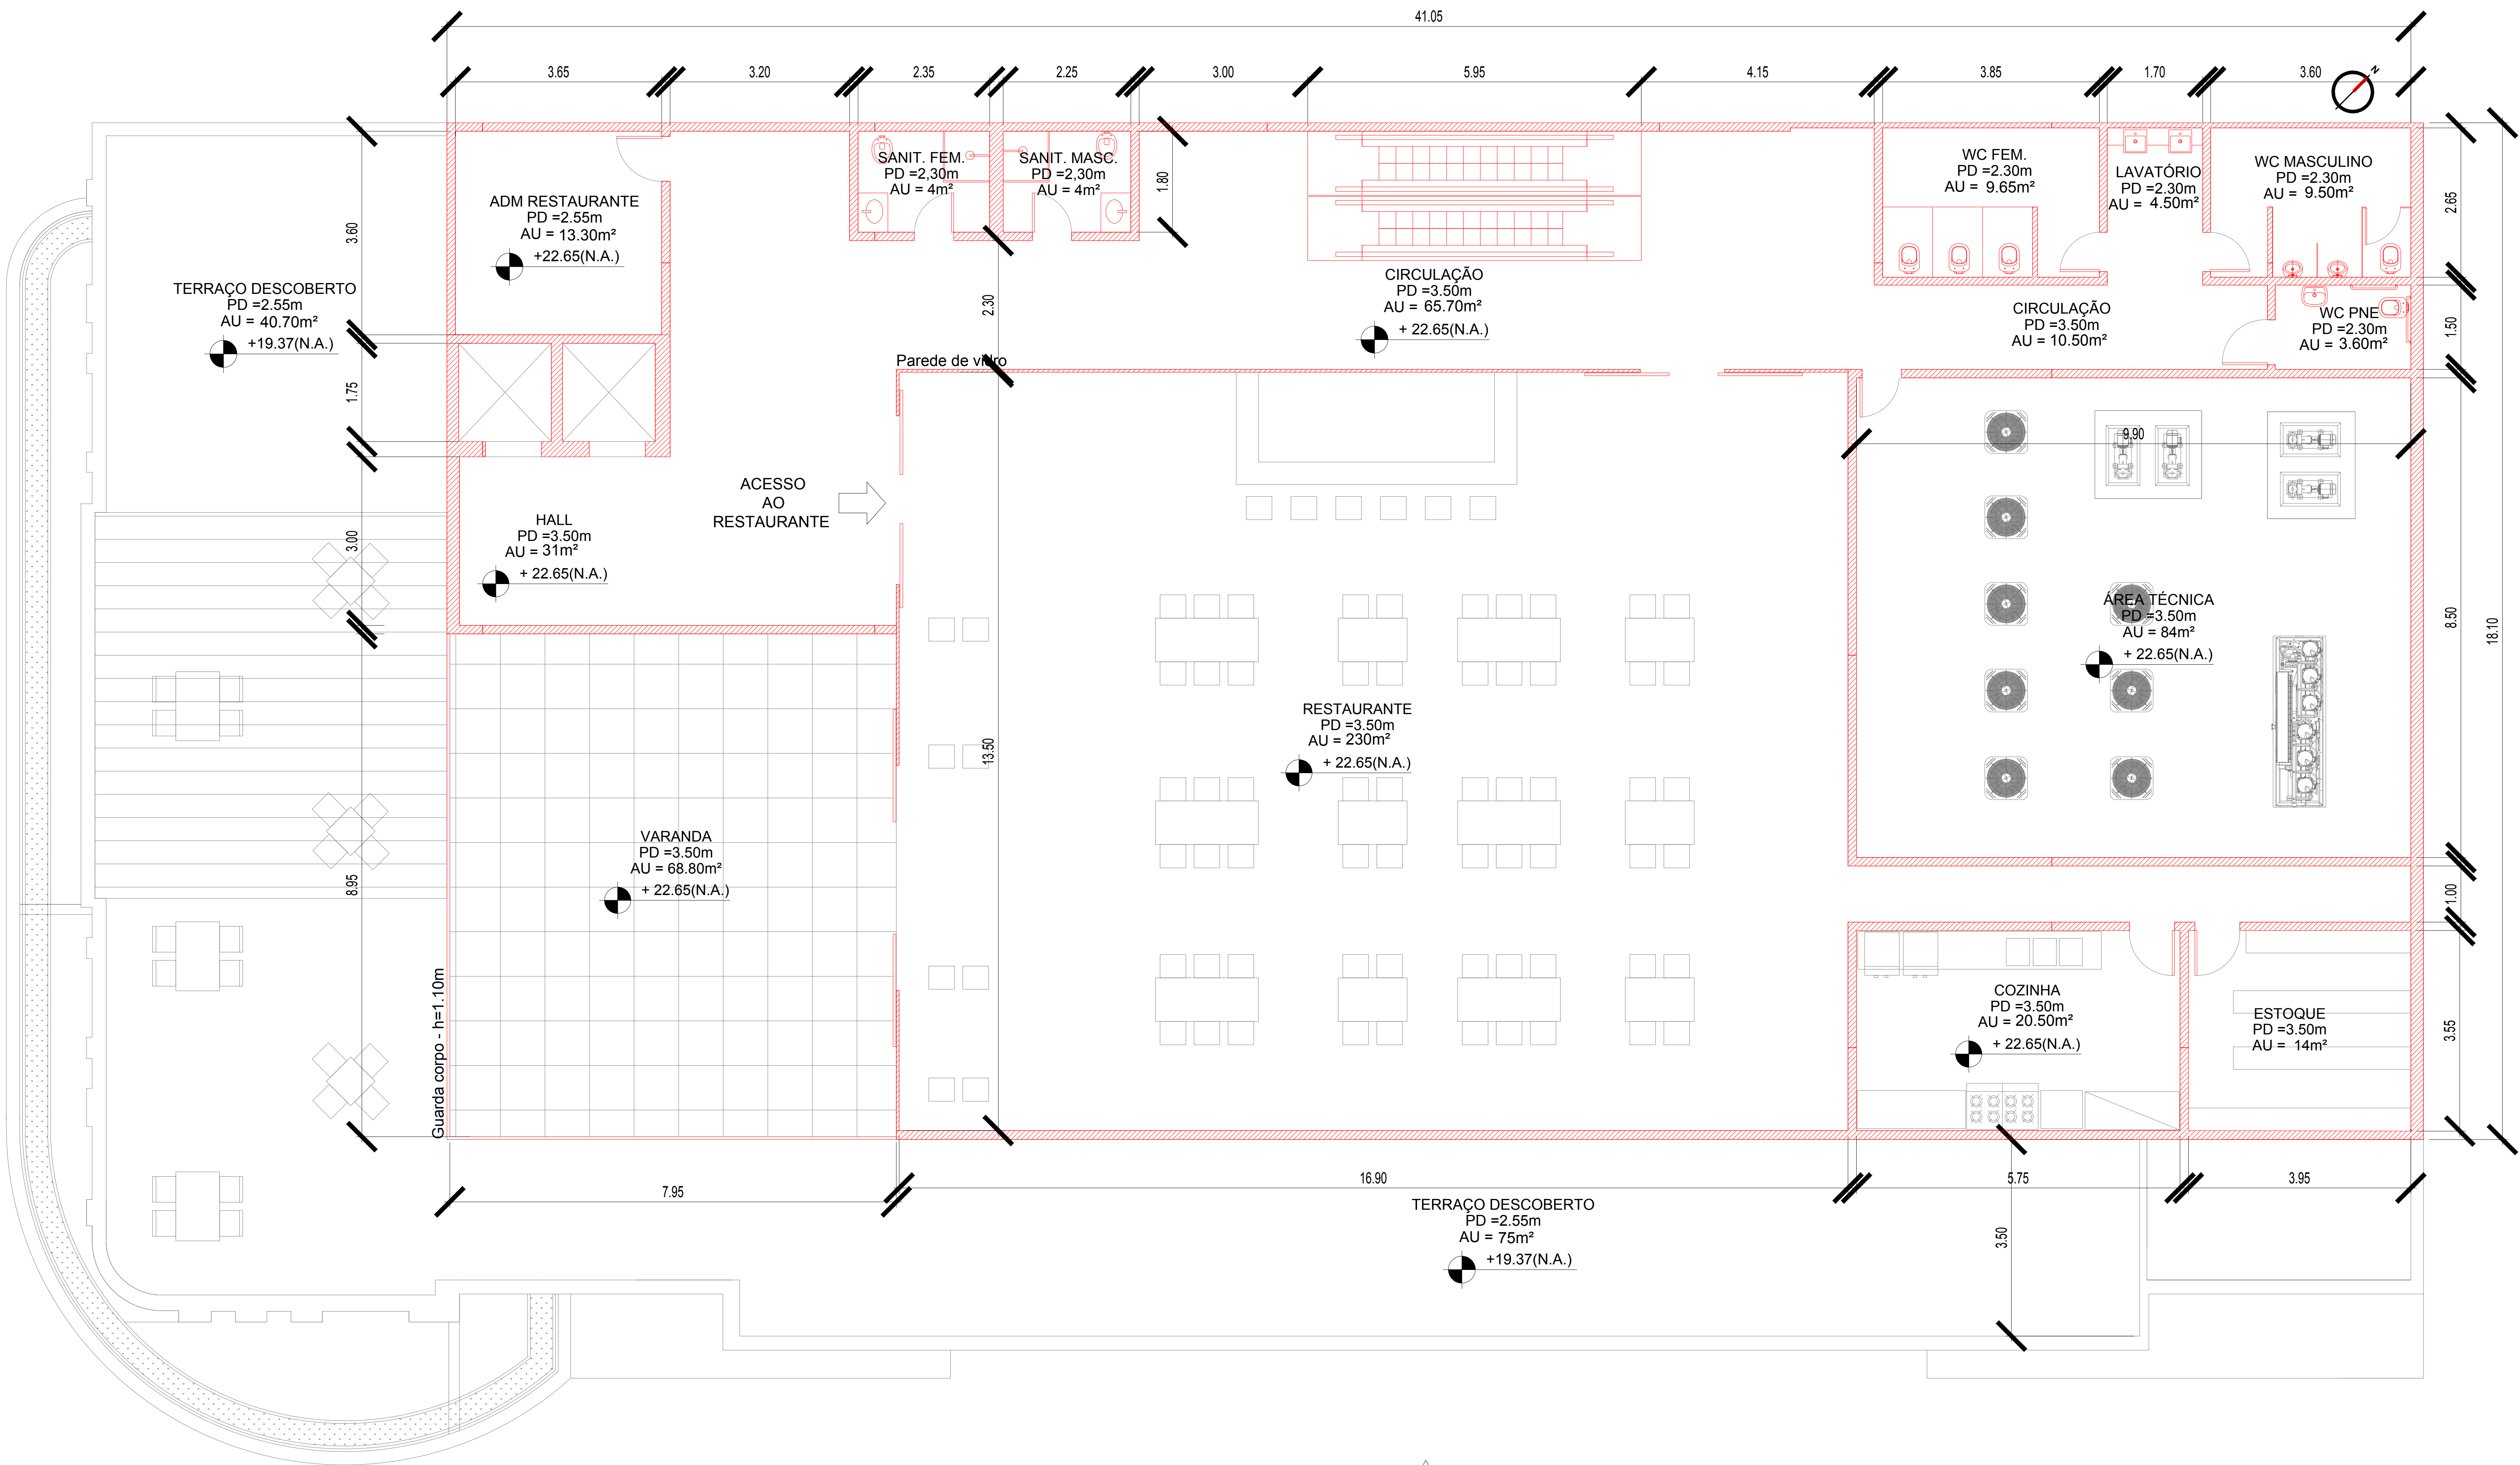 41.05
3.65
3.20
2.35
2.25
3.00
5.95
4.15
3.85
1.70
3.60
N
SANIT. FEM.
PD =2,30m
AU = 4m²
SANIT. MASC.
PD =2,30m
AU = 4m²
1.80
WC FEM.
PD =2.30m
AU = 9.65m²
LAVATÓRIO
PD =2.30m
AU = 4.50m²
WC MASCULINO
PD =2.30m
AU = 9.50m²
2.65
ADM RESTAURANTE
PD =2.55m
AU = 13.30m²
+22.65(N.A.)
3.60
TERRAÇO DESCOBERTO
PD =2.55m
AU = 40.70m²
+19.37(N.A.)
2.30
CIRCULAÇÃO
PD =3.50m
AU = 65.70m²
+ 22.65(N.A.)
CIRCULAÇÃO
PD =3.50m
AU = 10.50m²
WC PNE
PD =2.30m
AU = 3.60m²
1.50
Parede de vidro
1.75
9.90
ACESSO
AO
RESTAURANTE
HALL
PD =3.50m
AU = 31m²
+ 22.65(N.A.)
3.00
ÁREA TÉCNICA
PD =3.50m
AU = 84m²
+ 22.65(N.A.)
8.50
18.10
RESTAURANTE
PD =3.50m
AU = 230m²
+ 22.65(N.A.)
13.50
VARANDA
PD =3.50m
AU = 68.80m²
+ 22.65(N.A.)
8.95
1.00
Guarda corpo - h=1.10m
COZINHA
PD =3.50m
AU = 20.50m²
+ 22.65(N.A.)
ESTOQUE
PD =3.50m
AU = 14m²
3.55
7.95
16.90
5.75
3.95
TERRAÇO DESCOBERTO
PD =2.55m
AU = 75m²
+19.37(N.A.)
3.50